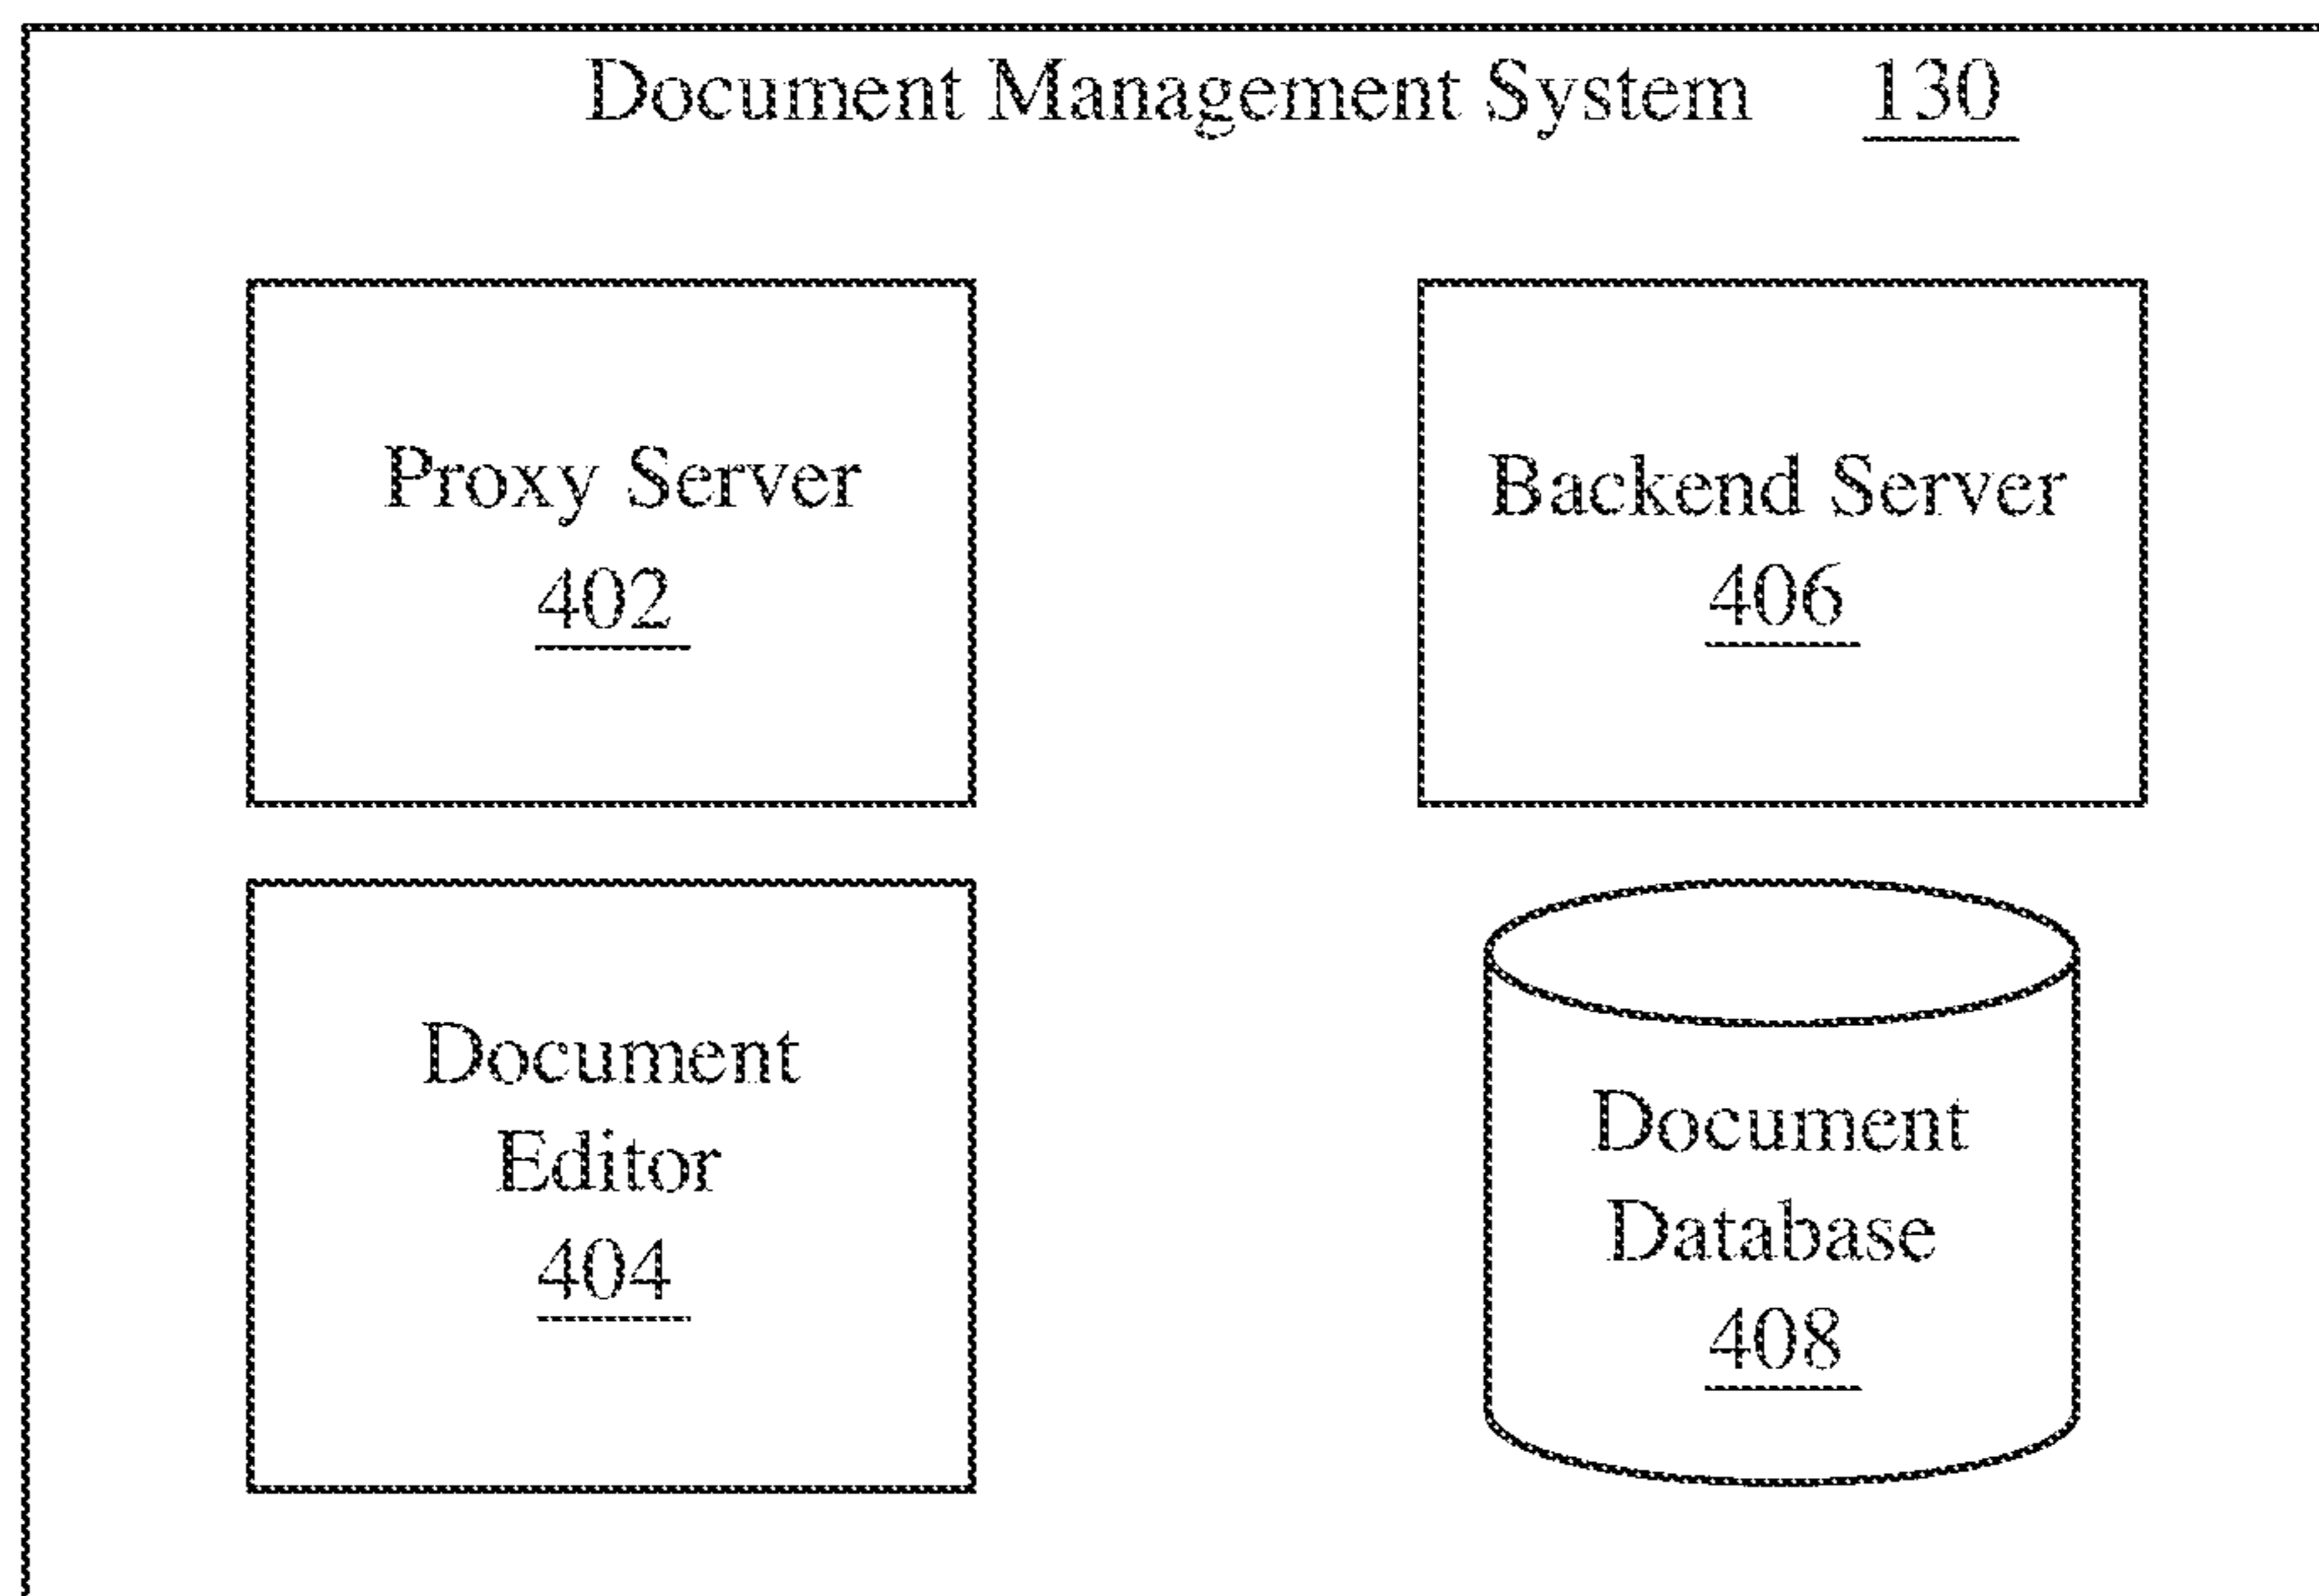 Document Management System 130
Proxy Server
402
Backend Server
406
Document
Editor
404
Document
Database
408